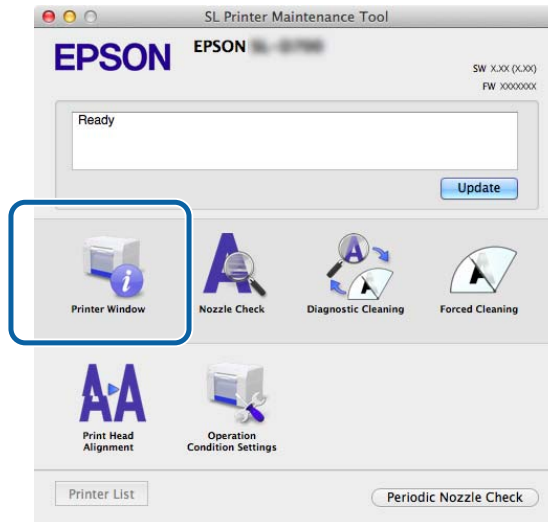 SL Printer Maintenance Tool
EPSON
EPSON
SW X.XX (X.XX)
FW XXXXXXX
Ready
Update
Printer Window
Nozzle Check
Diagnostic Cleaning
Forced Cleaning
Print Head
Alignment
Operation
Condition Settings
Printer List
Periodic Nozzle Check